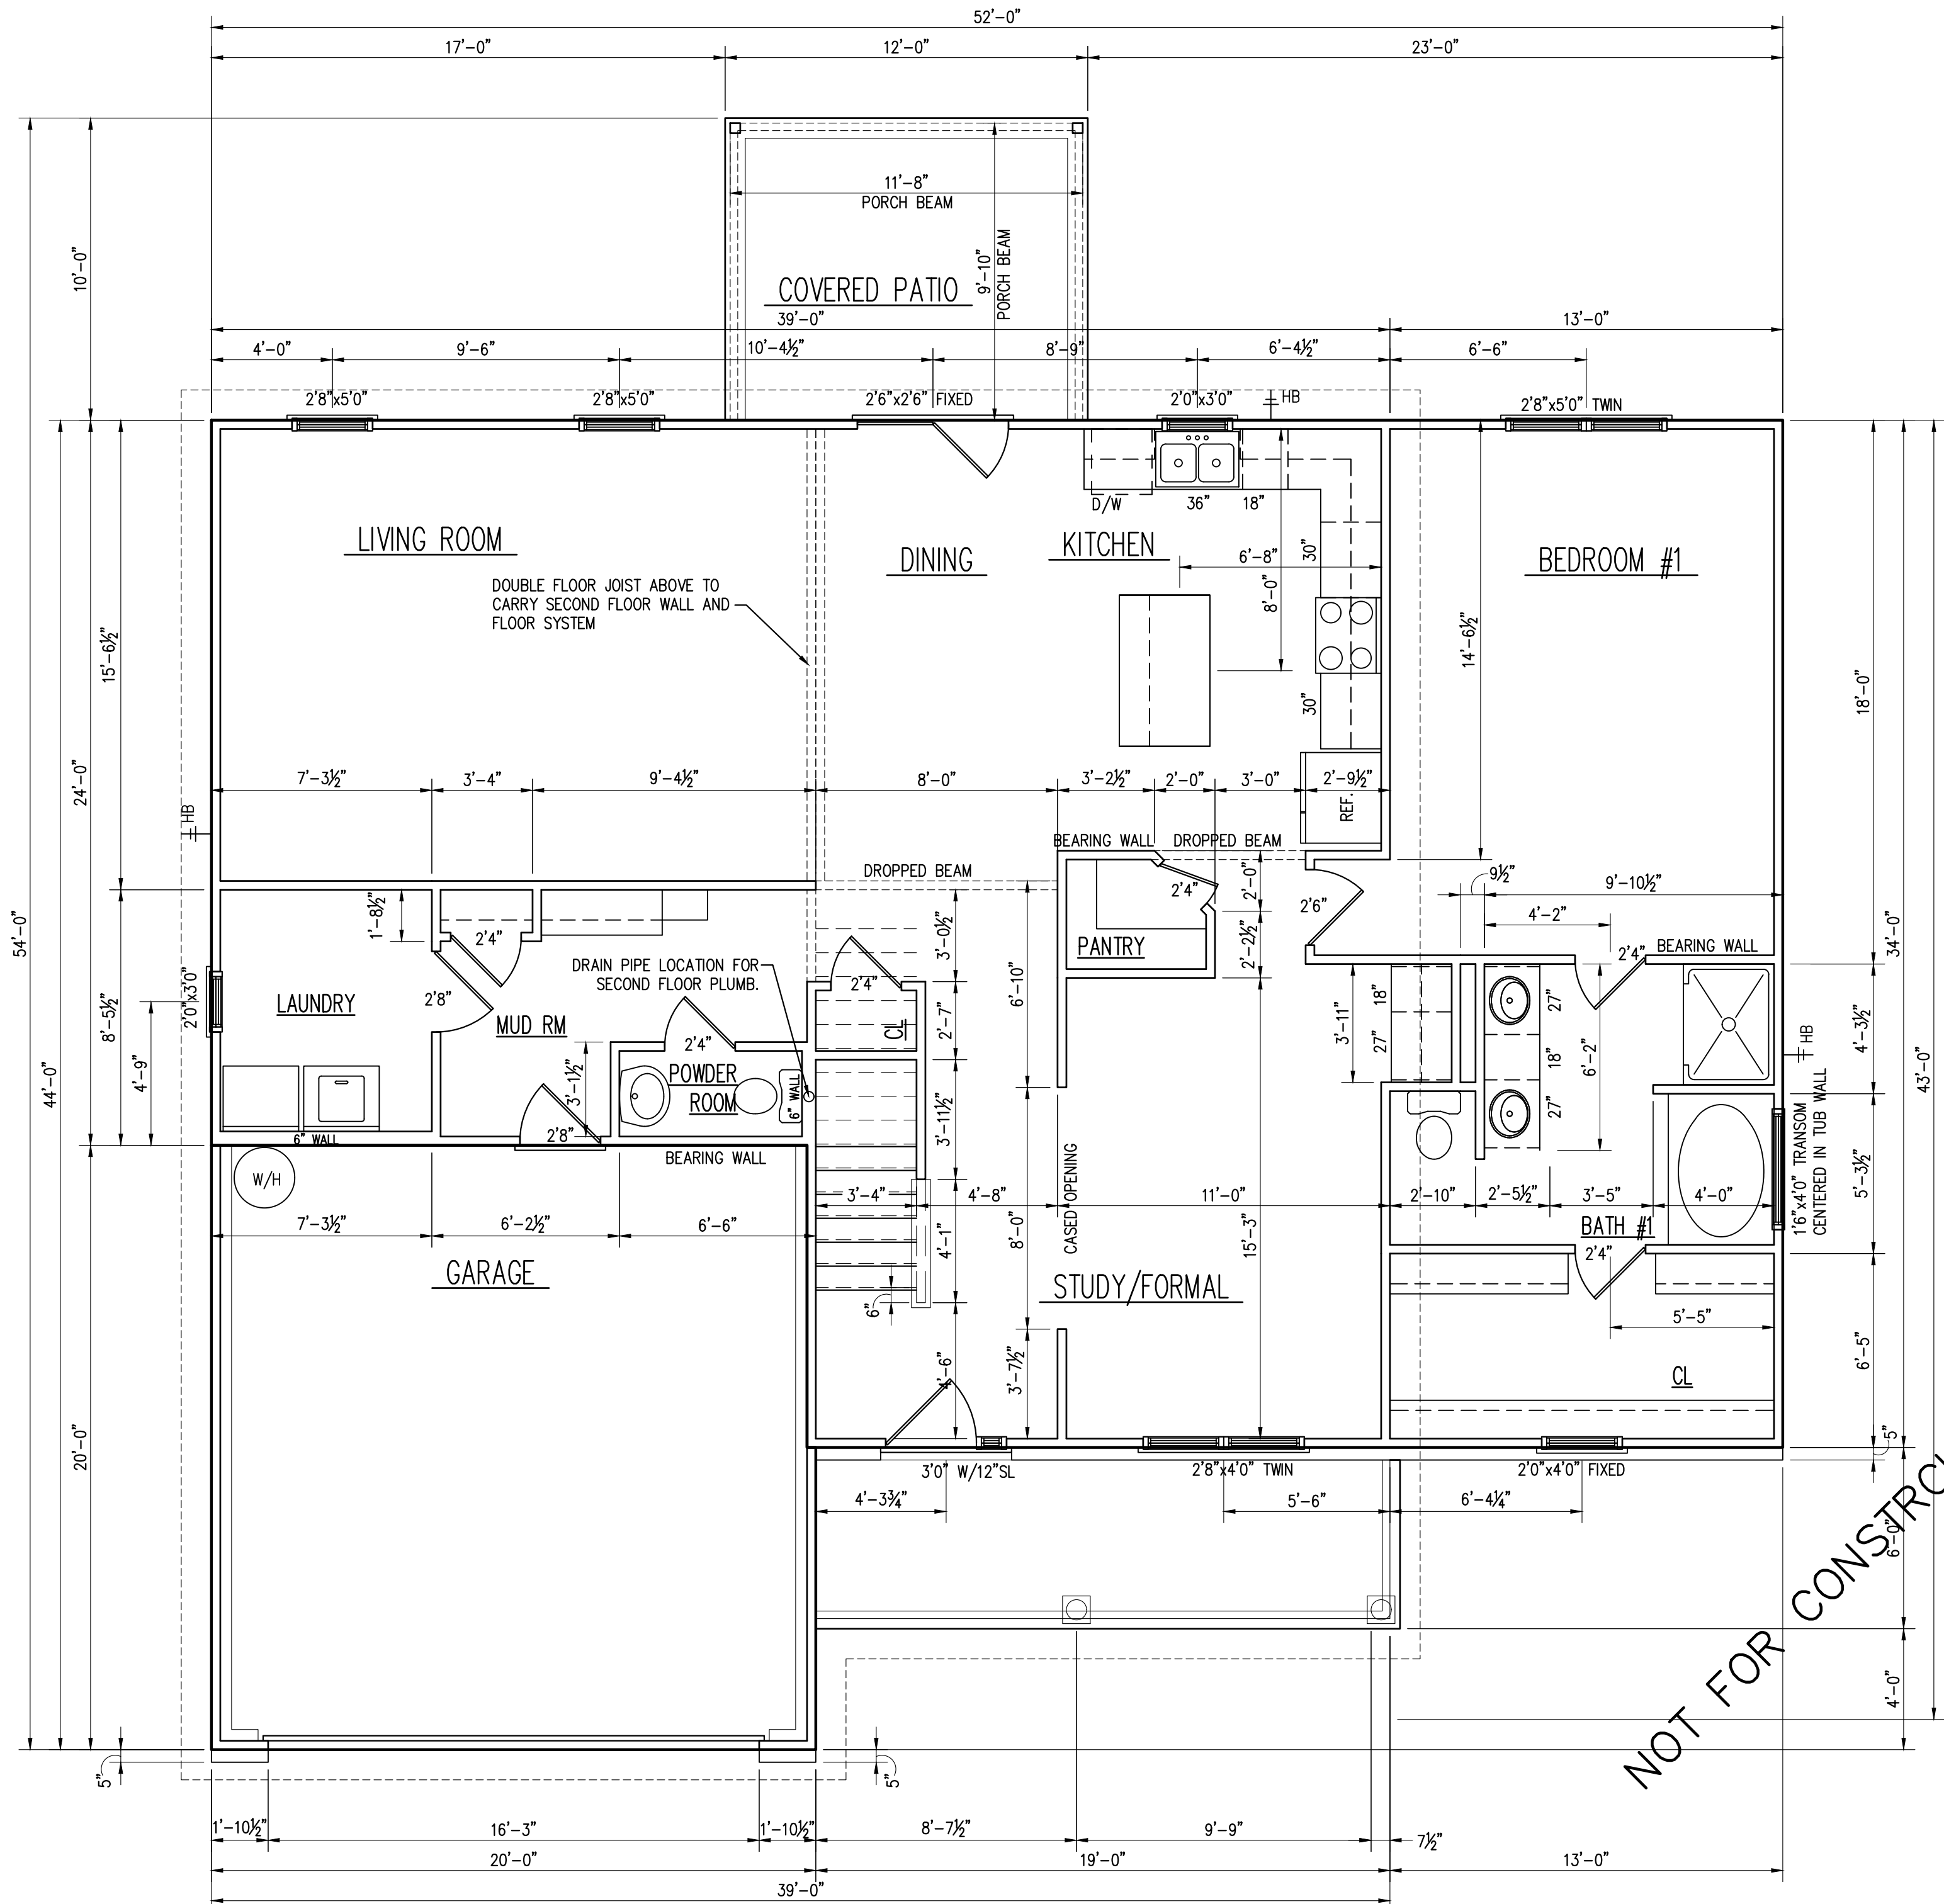 52'-0"
17'-0"
12'-0"
23'-0"
11'-8"
PORCH BEAM
9'-10"
PORCH BEAM
10'-0"
COVERED PATIO
39'-0"
13'-0"
4'-0"
9'-6"
10'-4½"
8'-9"
6'-4½"
6'-6"
2'8"x5'0"
2'8"x5'0"
2'6"x2'6" FIXED
2'0"x3'0"
HB
2'8"x5'0" TWIN
D/W
36"
18"
LIVING ROOM
DINING
KITCHEN
BEDROOM #1
6'-8"
30"
8'-0"
DOUBLE FLOOR JOIST ABOVE TO
CARRY SECOND FLOOR WALL AND
FLOOR SYSTEM
15'-6½"
14'-6½"
18'-0"
30"
24'-0"
7'-3½"
3'-4"
9'-4½"
8'-0"
3'-2½"
2'-0"
3'-0"
2'-9½"
REF.
HB
BEARING WALL
DROPPED BEAM
DROPPED BEAM
9½"
9'-10½"
2'-0"
2'4"
2'6"
4'-2"
54'-0"
34'-0"
1'-8½"
2'4"
3'-0½"
2'-2½"
PANTRY
2'4"
BEARING WALL
DRAIN PIPE LOCATION FOR
SECOND FLOOR PLUMB.
6'-10"
2'0"x3'0"
LAUNDRY
2'8"
MUD RM
2'4"
CL
2'-7"
3'-11"
18"
27"
27"
18"
27"
6'-2"
4'-3½"
HB
8'-5½"
4'-9"
44'-0"
43'-0"
2'4"
POWDER
ROOM
6" WALL
3'-1½"
3'-11½"
6" WALL
2'8"
BEARING WALL
W/H
CASED OPENING
1'6"x4'0" TRANSOM
CENTERED IN TUB WALL
5'-3½"
3'-4"
4'-8"
11'-0"
2'-10"
2'-5½"
3'-5"
4'-0"
7'-3½"
6'-2½"
6'-6"
4'-1"
8'-0"
15'-3"
BATH #1
2'4"
GARAGE
STUDY/FORMAL
6"
5'-5"
6'-5"
4'-6"
3'-7½"
CL
20'-0"
5"
3'0" W/12"SL
2'8"x4'0" TWIN
2'0"x4'0" FIXED
4'-3¾"
5'-6"
6'-4¼"
6'-0"
NOT FOR CONSTRU
4'-0"
5"
5"
1'-10½"
16'-3"
1'-10½"
8'-7½"
9'-9"
7½"
20'-0"
19'-0"
13'-0"
39'-0"